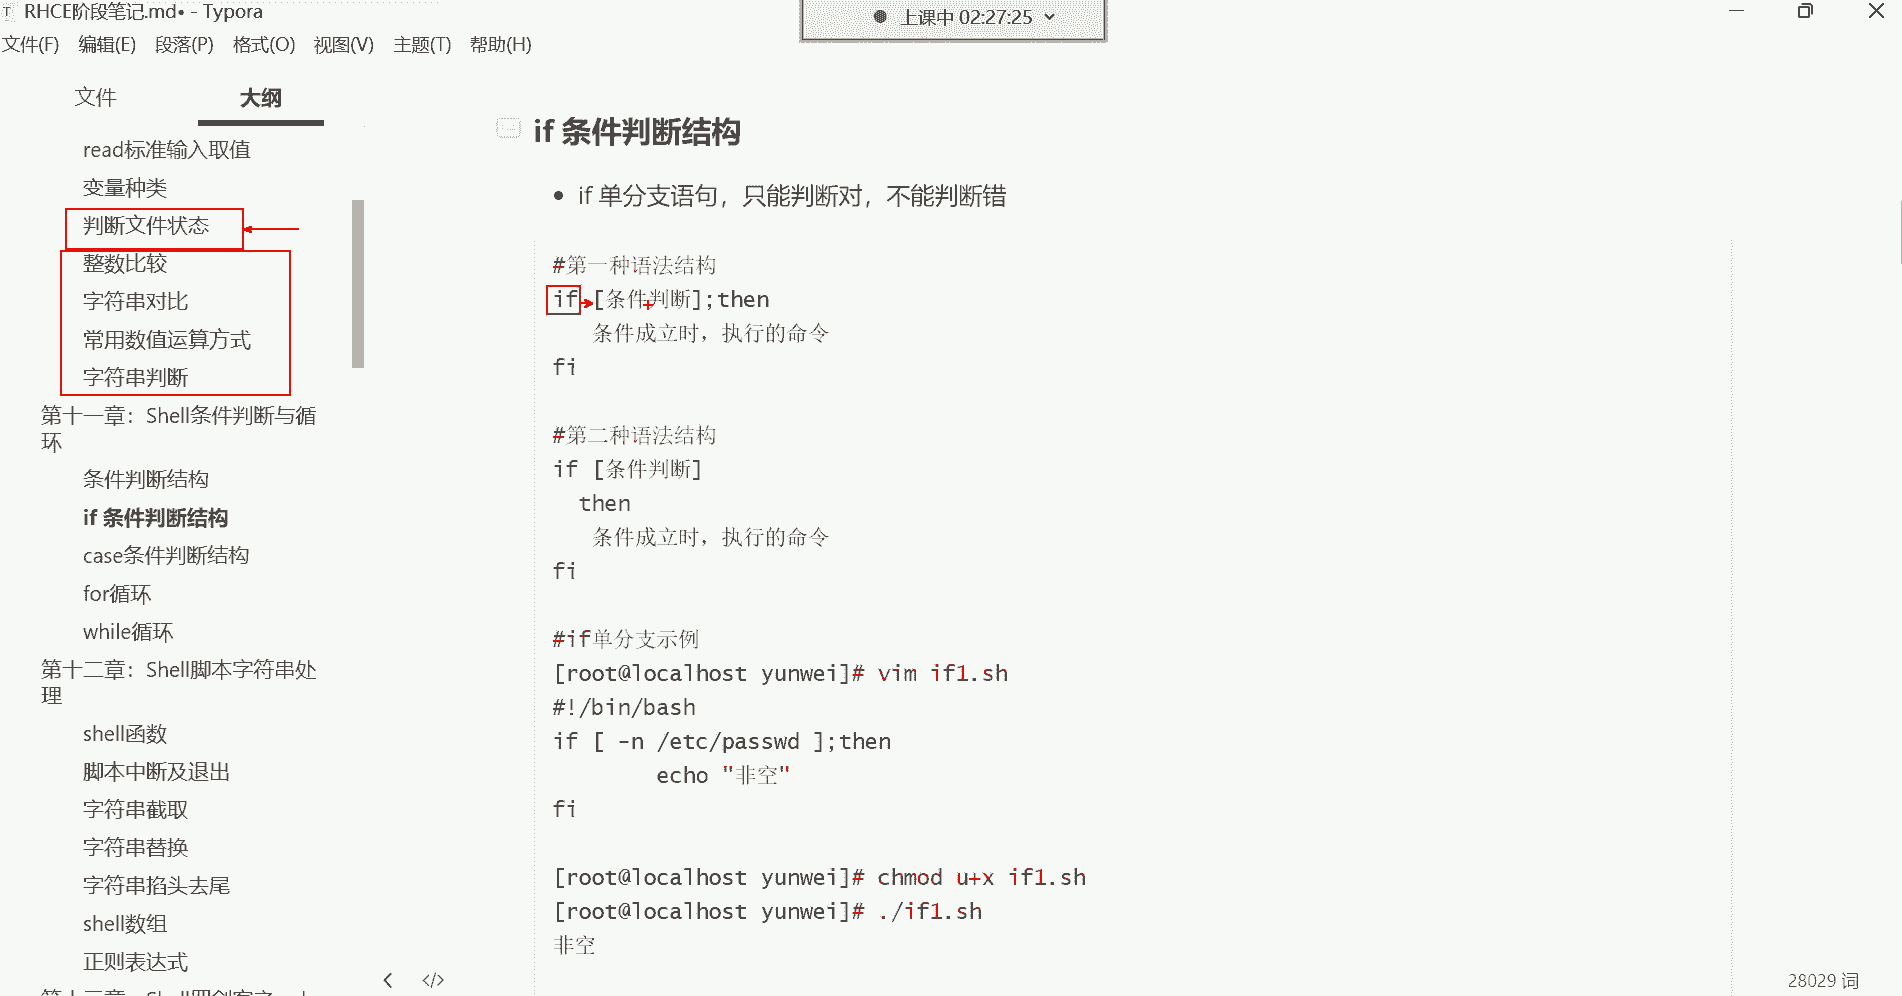 RHCE阶段笔记.md• - Typora
上课中 02:27:25
文件(F) 编辑(E) 段落(P) 格式(O) 视图(V) 主题(T) 帮助(H)
文件 大纲
read标准输入取值
变量种类
判断文件状态
整数比较
字符串对比
常用数值运算方式
字符串判断
第十一章：Shell条件判断与循
环
条件判断结构
if 条件判断结构
case条件判断结构
for循环
while循环
第十二章：Shell脚本字符串处
理
shell函数
脚本中断及退出
字符串截取
字符串替换
字符串掐头去尾
shell数组
正则表达式
if 条件判断结构
• if 单分支语句，只能判断对，不能判断错
#第一种语法结构
if [条件判断];then
条件成立时，执行的命令
fi
#第二种语法结构
if [条件判断]
then
条件成立时，执行的命令
fi
#if单分支示例
[root@localhost yunwei]# vim if1.sh
#!/bin/bash
if [ -n /etc/passwd ];then
echo "非空"
fi
[root@localhost yunwei]# chmod u+x if1.sh
[root@localhost yunwei]# ./if1.sh
非空
28029 词